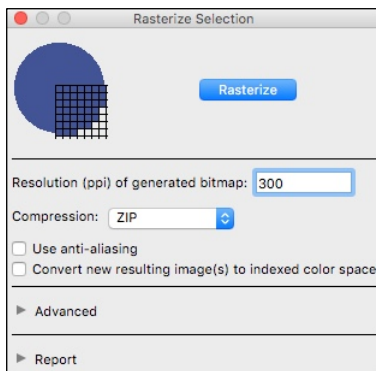 Rasterize Selection
Rasterize
Resolution (ppi) of generated bitmap: 300
Compression: ZIP
Use anti-aliasing
Convert new resulting image(s) to indexed color space
Advanced
Report